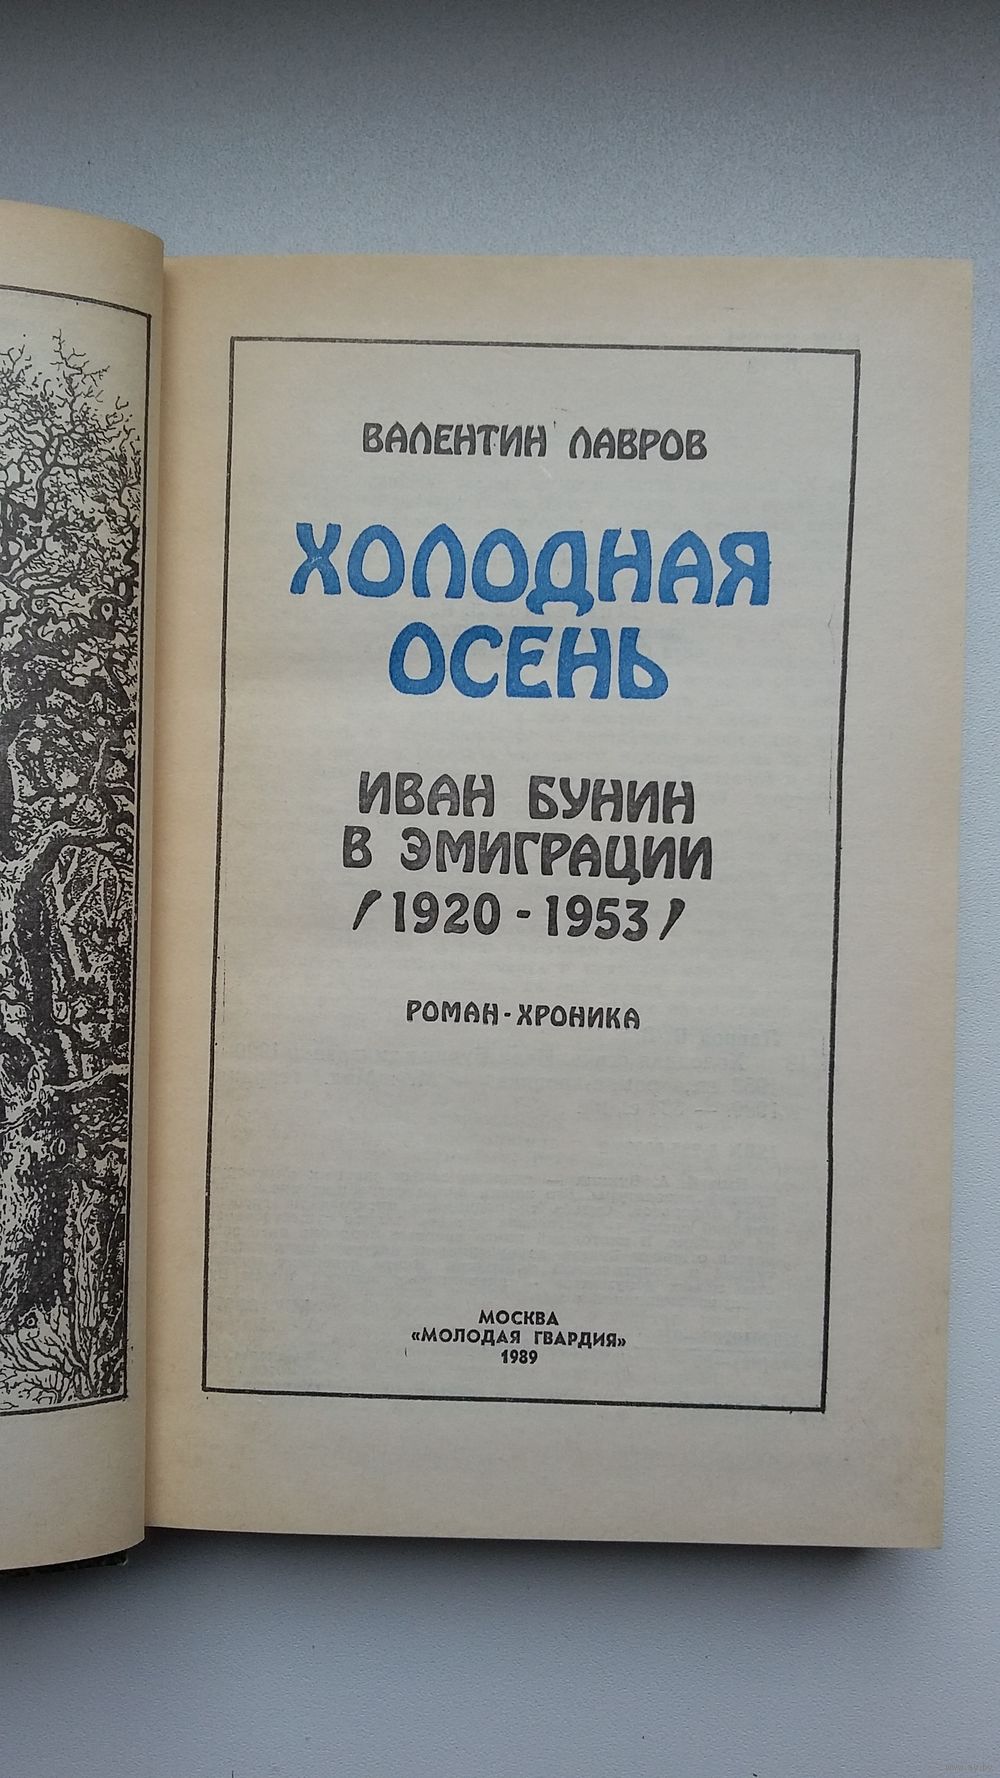 ВАЛЕНТИН ЛАВРОВ
ХОЛОДНАЯ
ОСЕНЬ
ИВАН БУНИН
В ЭМИГРАЦИИ
/1920-1953/
РОМАН-ХРОНИКА
МОСКВА
«МОЛОДАЯ ГВАРДИЯ»
1989